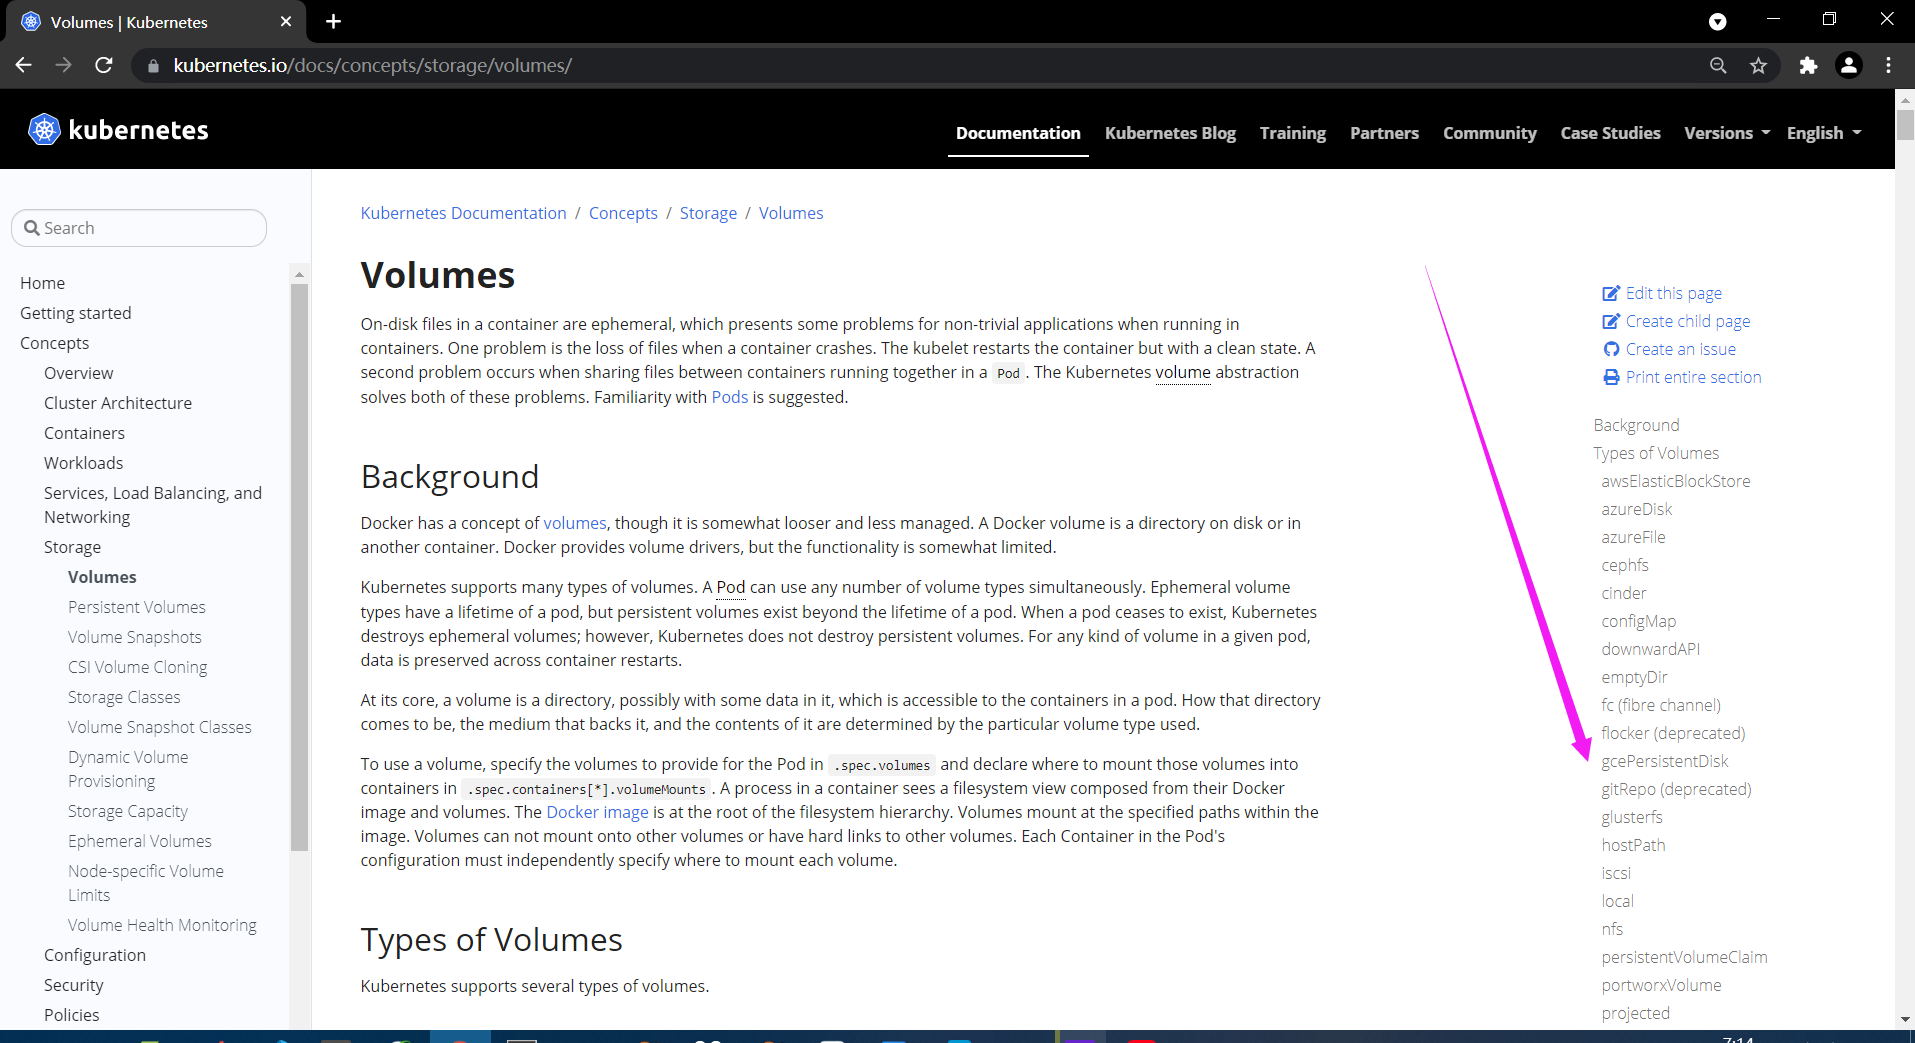 Volumes | Kubernetes
kubernetes.io/docs/concepts/storage/volumes/
kubernetes
Documentation
Kubernetes Blog
Training
Partners
Community
Case Studies
Versions
English
Search
Home
Getting started
Concepts
Overview
Cluster Architecture
Containers
Workloads
Services, Load Balancing, and
Networking
Storage
Volumes
Persistent Volumes
Volume Snapshots
CSI Volume Cloning
Storage Classes
Volume Snapshot Classes
Dynamic Volume
Provisioning
Storage Capacity
Ephemeral Volumes
Node-specific Volume
Limits
Volume Health Monitoring
Configuration
Security
Policies
Kubernetes Documentation / Concepts / Storage / Volumes
Volumes
On-disk files in a container are ephemeral, which presents some problems for non-trivial applications when running in
containers. One problem is the loss of files when a container crashes. The kubelet restarts the container but with a clean state. A
second problem occurs when sharing files between containers running together in a Pod. The Kubernetes volume abstraction
solves both of these problems. Familiarity with Pods is suggested.
Background
Docker has a concept of volumes, though it is somewhat looser and less managed. A Docker volume is a directory on disk or in
another container. Docker provides volume drivers, but the functionality is somewhat limited.
Kubernetes supports many types of volumes. A Pod can use any number of volume types simultaneously. Ephemeral volume
types have a lifetime of a pod, but persistent volumes exist beyond the lifetime of a pod. When a pod ceases to exist, Kubernetes
destroys ephemeral volumes; however, Kubernetes does not destroy persistent volumes. For any kind of volume in a given pod,
data is preserved across container restarts.
At its core, a volume is a directory, possibly with some data in it, which is accessible to the containers in a pod. How that directory
comes to be, the medium that backs it, and the contents of it are determined by the particular volume type used.
To use a volume, specify the volumes to provide for the Pod in .spec.volumes and declare where to mount those volumes into
containers in .spec.containers[*].volumeMounts. A process in a container sees a filesystem view composed from their Docker
image and volumes. The Docker image is at the root of the filesystem hierarchy. Volumes mount at the specified paths within the
image. Volumes can not mount onto other volumes or have hard links to other volumes. Each Container in the Pod's
configuration must independently specify where to mount each volume.
Types of Volumes
Kubernetes supports several types of volumes.
Edit this page
Create child page
Create an issue
Print entire section
Background
Types of Volumes
awsElasticBlockStore
azureDisk
azureFile
cephfs
cinder
configMap
downwardAPI
emptyDir
fc (fibre channel)
flocker (deprecated)
gcePersistentDisk
gitRepo (deprecated)
glusterfs
hostPath
iscsi
local
nfs
persistentVolumeClaim
portworxVolume
projected